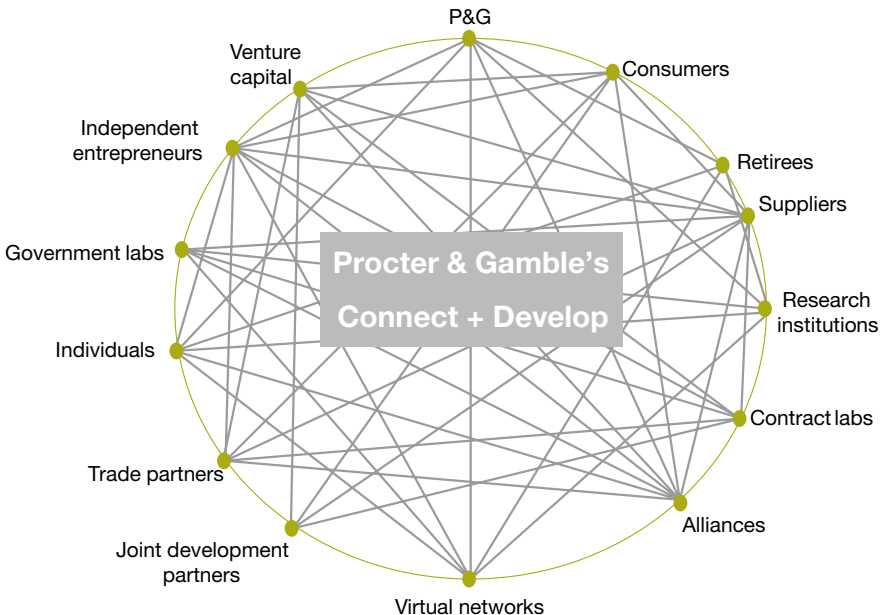 P&G
Venture
capital
Consumers
Independent
entrepreneurs
Retirees
Suppliers
Government labs
Procter & Gamble’s
Connect + Develop
Research
institutions
Individuals
Contract labs
Trade partners
Alliances
Joint development
partners
Virtual networks